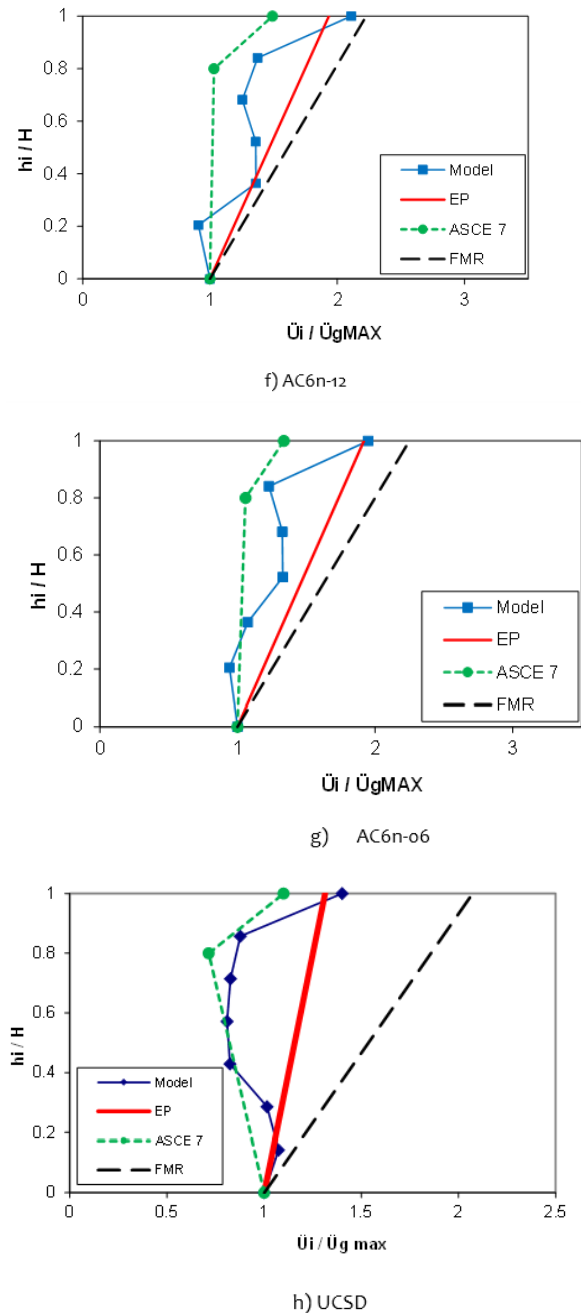 1
0.8
0.6
0.4
0.2
0
hi / H
Model
EP
ASCE 7
FMR
0 1 2 3
Üi / ÜgMAX
f) AC6n-12
1
0.8
0.6
0.4
0.2
0
hi / H
Model
EP
ASCE 7
FMR
0 1 2 3
Üi / ÜgMAX
g) AC6n-06
1
0.8
0.6
0.4
0.2
0
hi / H
Model
EP
ASCE 7
FMR
0 0.5 1 1.5 2 2.5
Üi / Üg max
h) UCSD